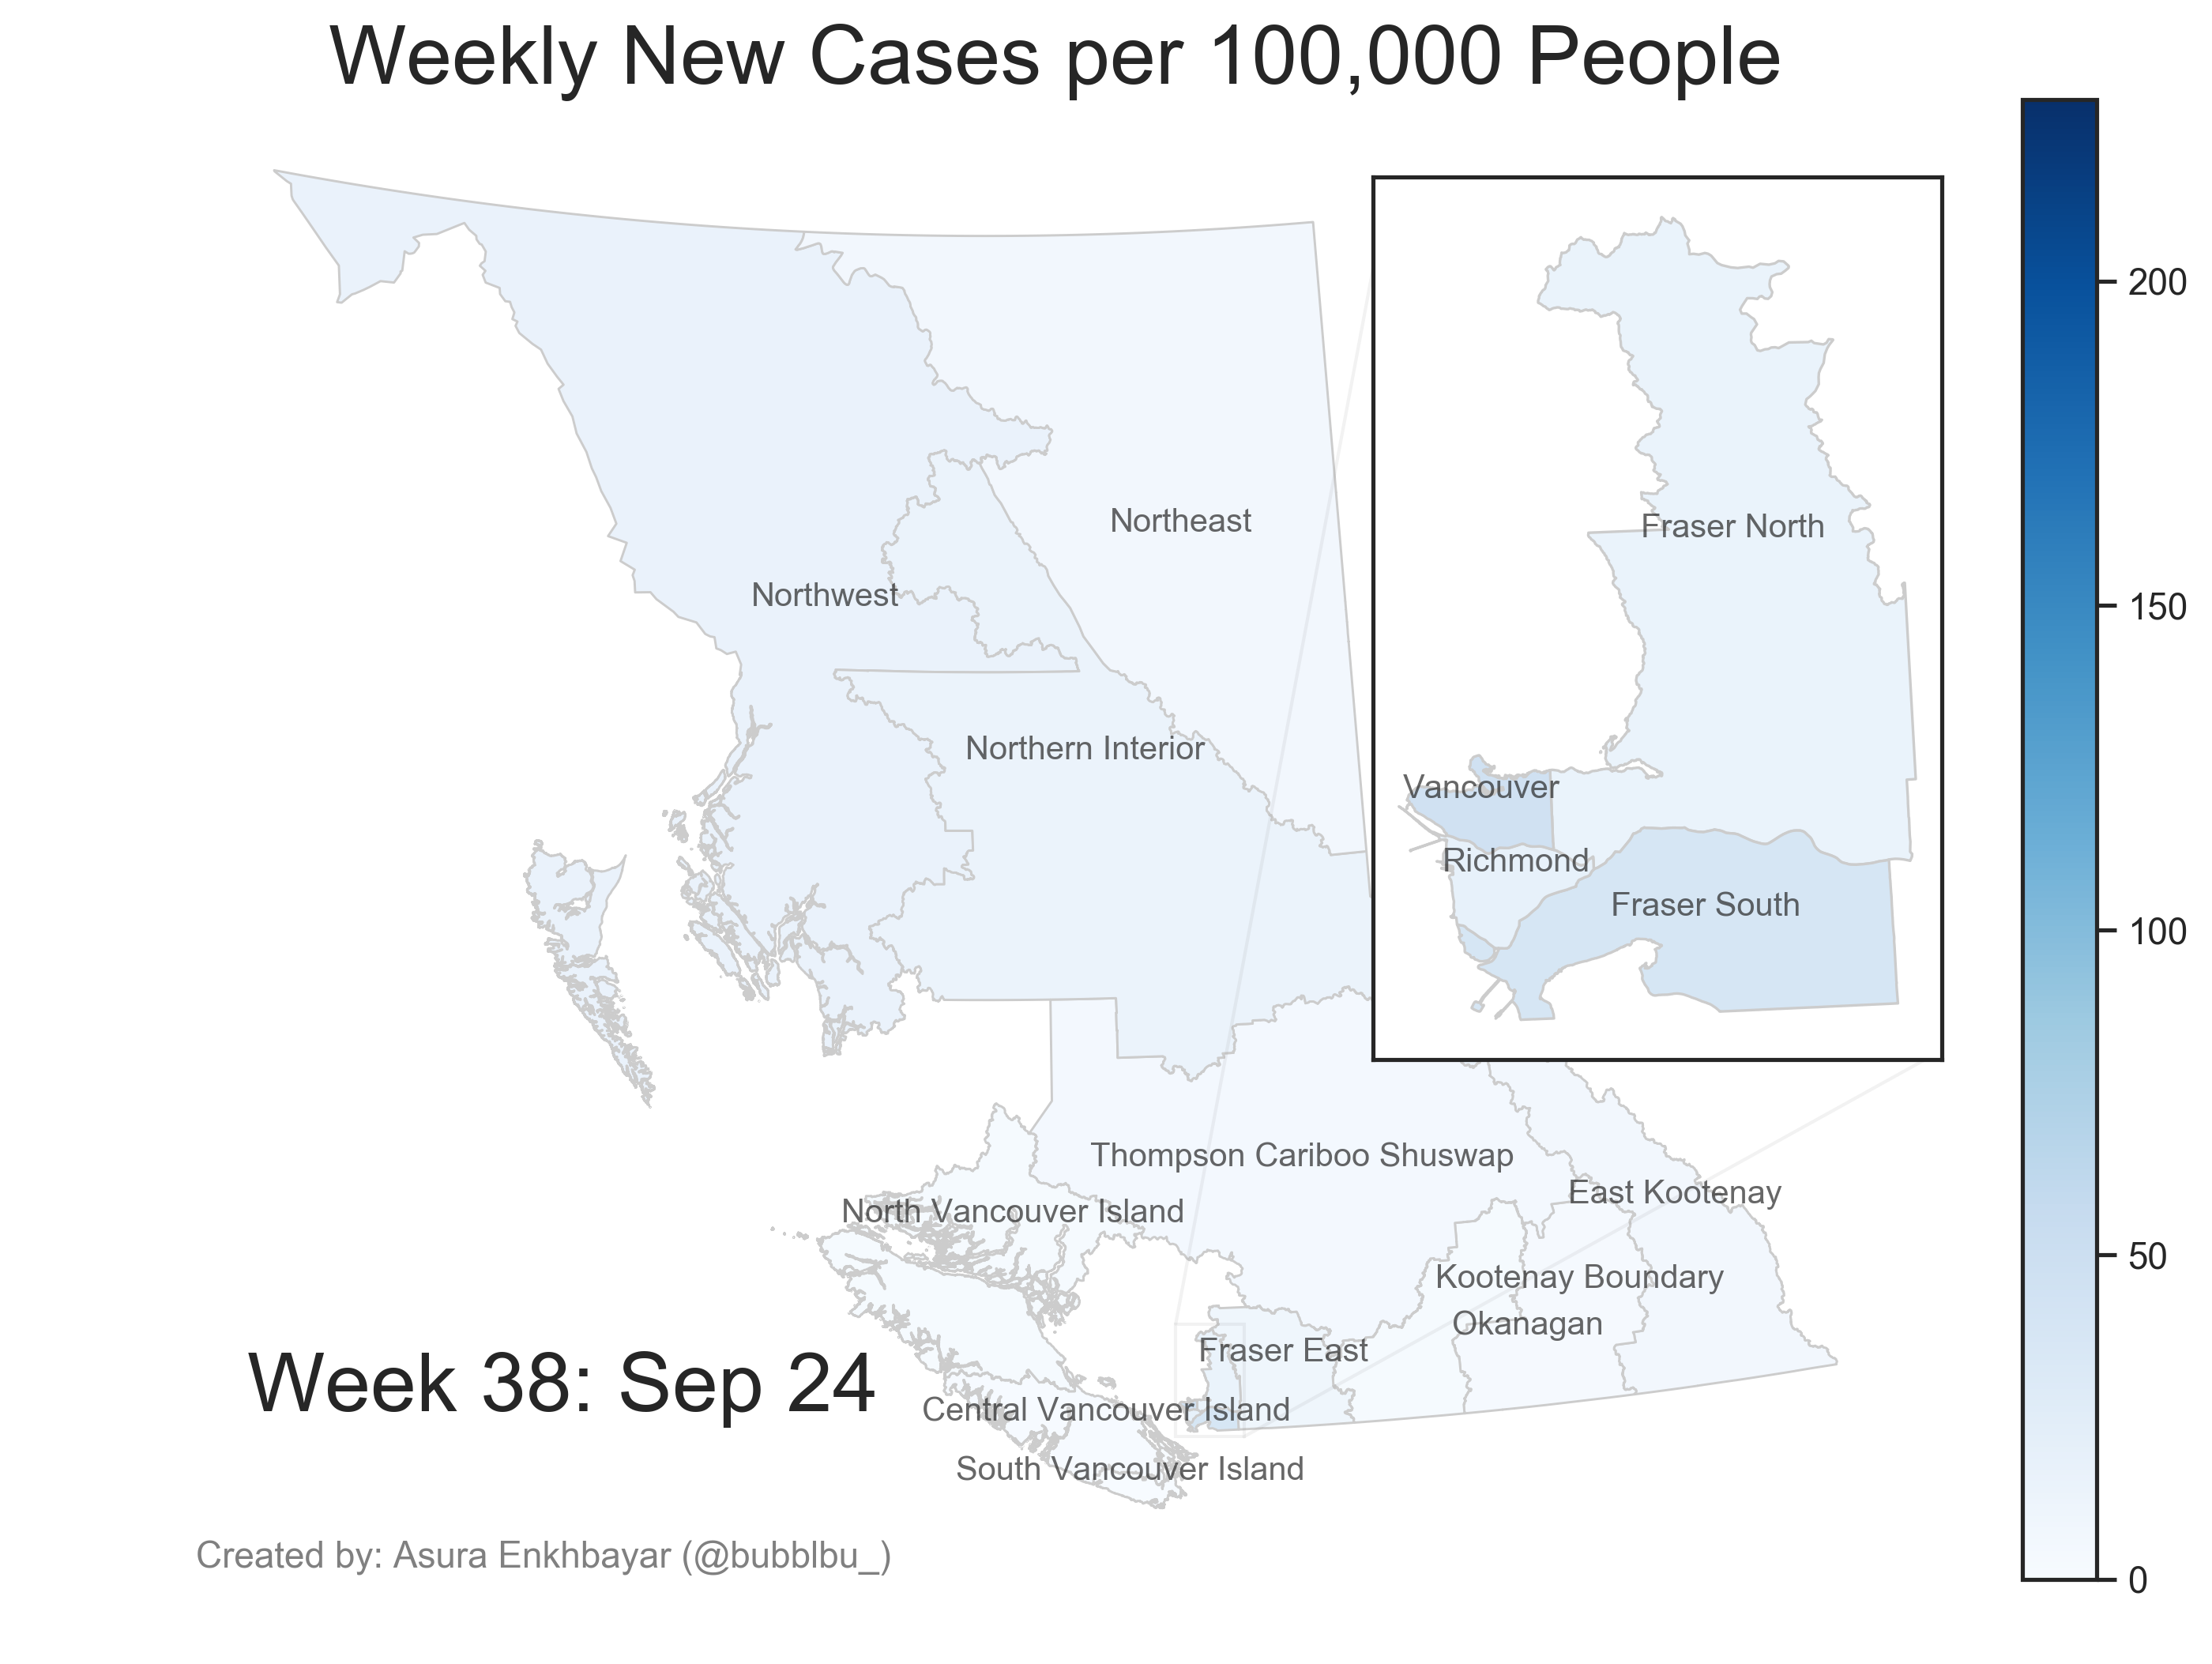 Weekly New Cases per 100,000 People
200
150
100
50
0
Northeast
Fraser North
Northwest
Northern Interior
Vancouver
Richmond
Fraser South
Thompson Cariboo Shuswap
East Kootenay
North Vancouver Island
Kootenay Boundary
Okanagan
Fraser East
Central Vancouver Island
South Vancouver Island
Week 38: Sep 24
Created by: Asura Enkhbayar (@bubblbu_)